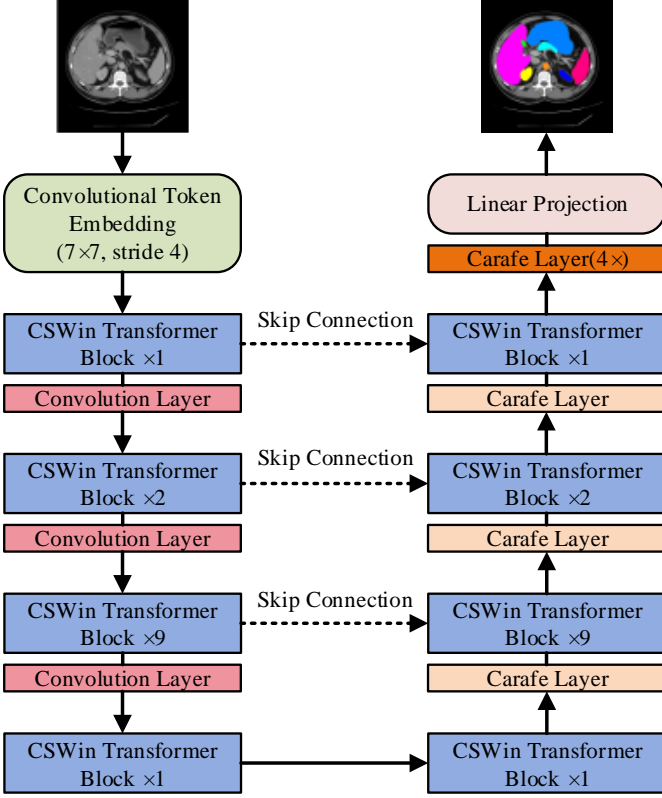 Convolutional Token
Embedding
(7×7, stride 4)
Linear Projection
Carafe Layer(4×)
CSWin Transformer
Block ×1
Skip Connection
CSWin Transformer
Block ×1
Convolution Layer
Carafe Layer
CSWin Transformer
Block ×2
Skip Connection
CSWin Transformer
Block ×2
Convolution Layer
Carafe Layer
CSWin Transformer
Block ×9
Skip Connection
CSWin Transformer
Block ×9
Convolution Layer
Carafe Layer
CSWin Transformer
Block ×1
CSWin Transformer
Block ×1